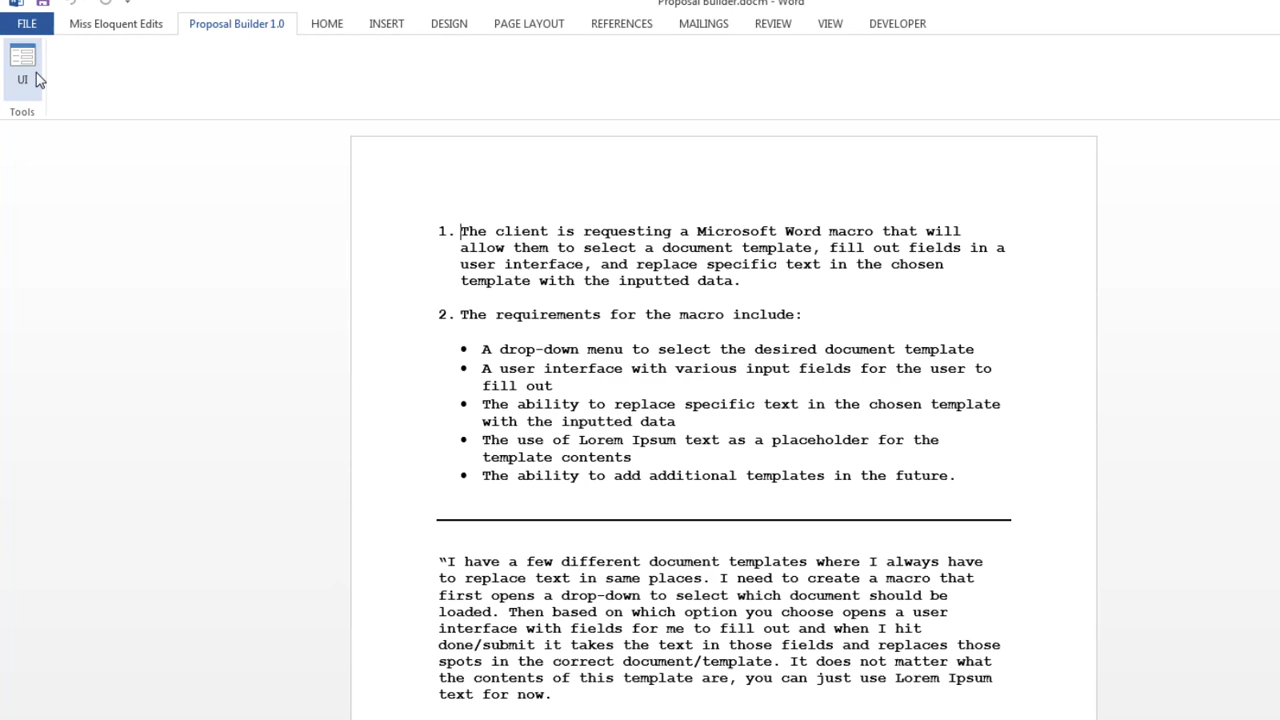 Proposal Builder.docm - Word
FILE Miss Eloquent Edits Proposal Builder 1.0 HOME INSERT DESIGN PAGE LAYOUT REFERENCES MAILINGS REVIEW VIEW DEVELOPER
UI
Tools
1. The client is requesting a Microsoft Word macro that will
allow them to select a document template, fill out fields in a
user interface, and replace specific text in the chosen
template with the inputted data.
2. The requirements for the macro include:
• A drop-down menu to select the desired document template
• A user interface with various input fields for the user to
fill out
• The ability to replace specific text in the chosen template
with the inputted data
• The use of Lorem Ipsum text as a placeholder for the
template contents
• The ability to add additional templates in the future.
“I have a few different document templates where I always have
to replace text in same places. I need to create a macro that
first opens a drop-down to select which document should be
loaded. Then based on which option you choose opens a user
interface with fields for me to fill out and when I hit
done/submit it takes the text in those fields and replaces those
spots in the correct document/template. It does not matter what
the contents of this template are, you can just use Lorem Ipsum
text for now.